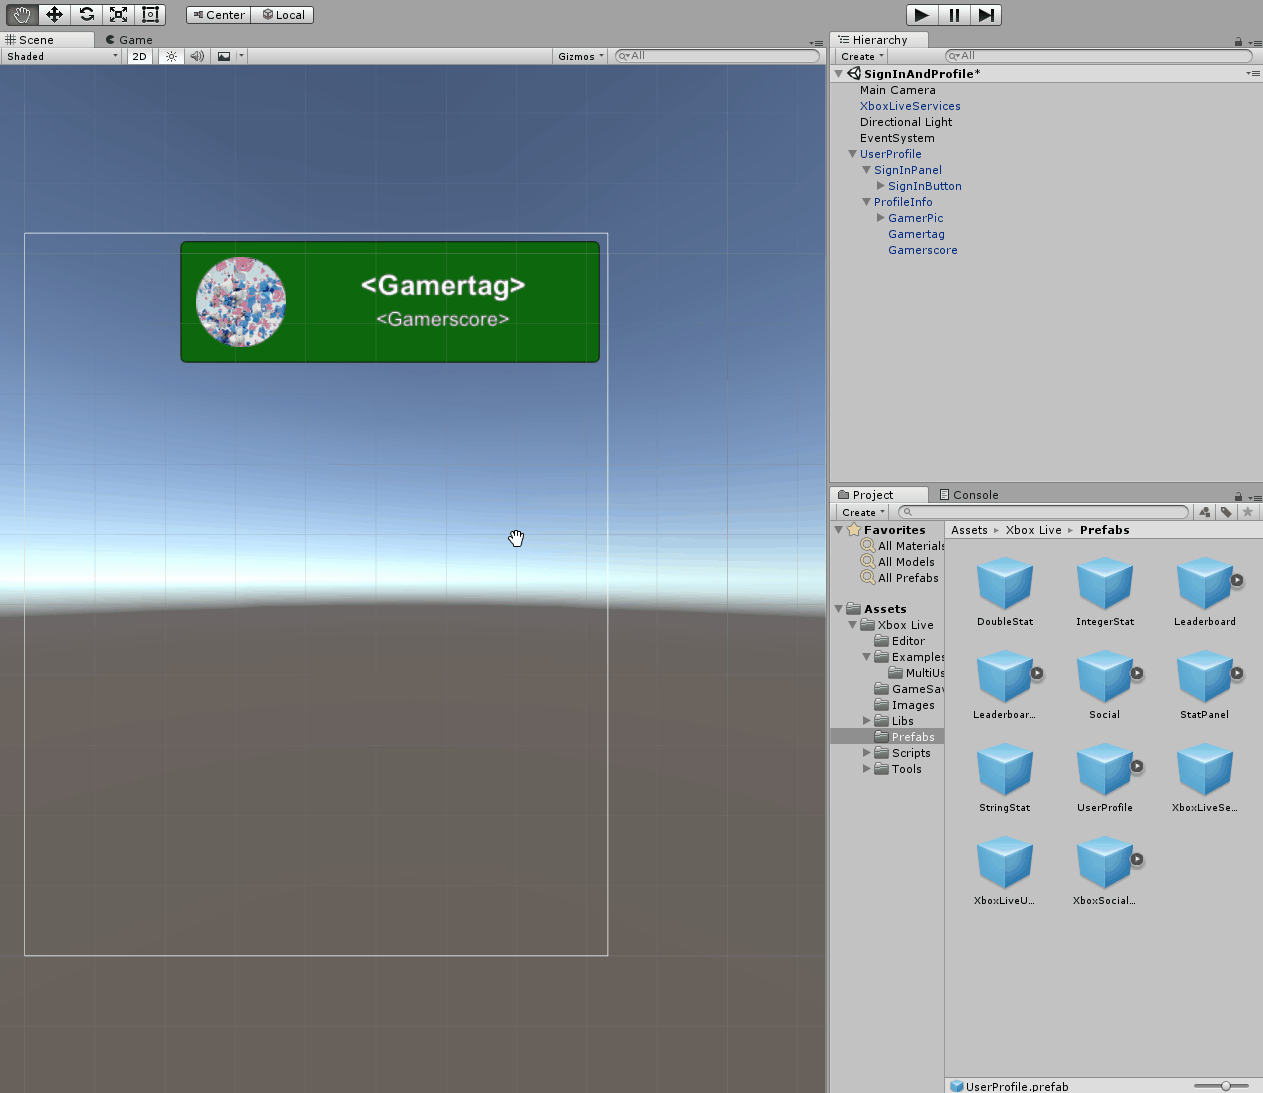 Center
Local
Scene
Game
Shaded
2D
Gizmos
All
<Gamertag>
<Gamerscore>
Hierarchy
Create
All
SignInAndProfile*
Main Camera
XboxLiveServices
Directional Light
EventSystem
UserProfile
SignInPanel
SignInButton
ProfileInfo
GamerPic
Gamertag
Gamerscore
Project
Console
Create
Favorites
All Materials
All Models
All Prefabs
Assets
Xbox Live
Editor
Examples
MultiUs
GameSav
Images
Libs
Prefabs
Scripts
Tools
Assets ▸ Xbox Live ▸ Prefabs
DoubleStat
IntegerStat
Leaderboard
Leaderboar...
Social
StatPanel
StringStat
UserProfile
XboxLiveSe...
XboxLiveU...
XboxSocial...
UserProfile.prefab